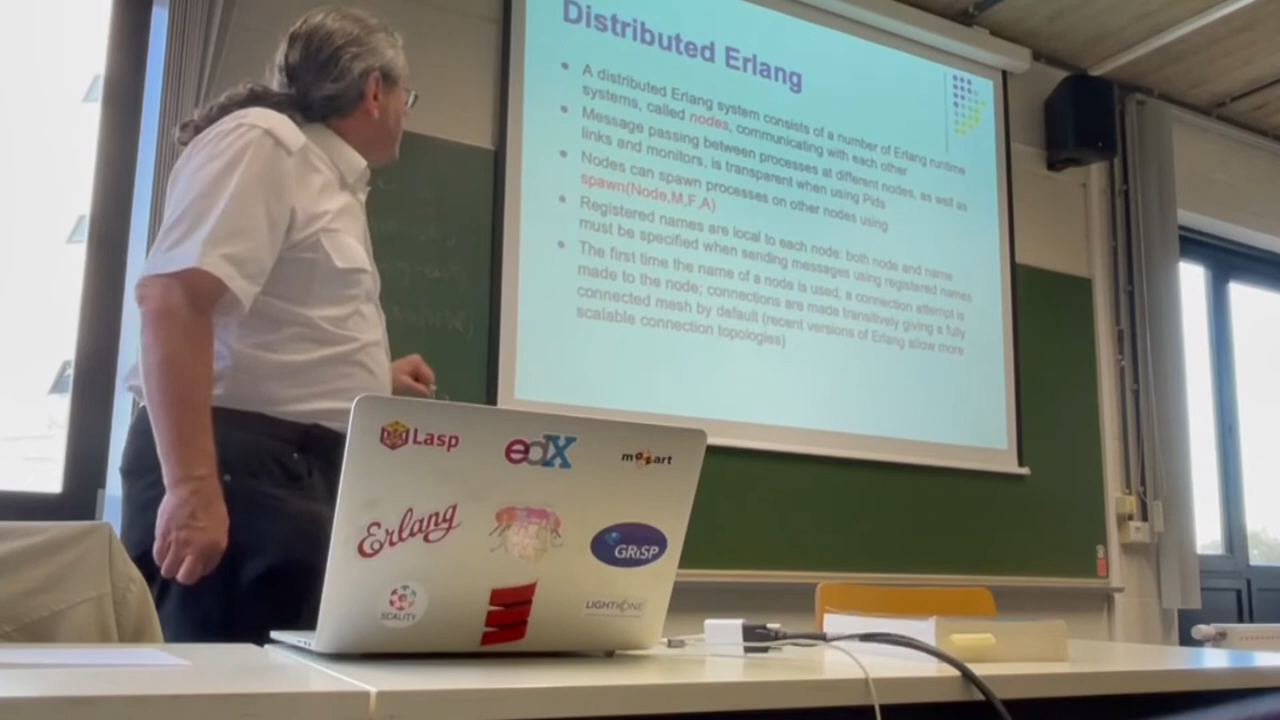 Distributed Erlang
A distributed Erlang system consists of a number of Erlang runtime
systems, called nodes, communicating with each other
Message passing between processes at different nodes, as well as
links and monitors, is transparent when using Pids
Nodes can spawn processes on other nodes using
spawn(Node,M,F,A)
Registered names are local to each node: both node and name
must be specified when sending messages using registered names
The first time the name of a node is used, a connection attempt is
made to the node; connections are made transitively giving a fully
connected mesh by default (recent versions of Erlang allow more
scalable connection topologies)
Lasp
edX
mozart
Erlang
GRiSP
SCALITY
LIGHTKONE